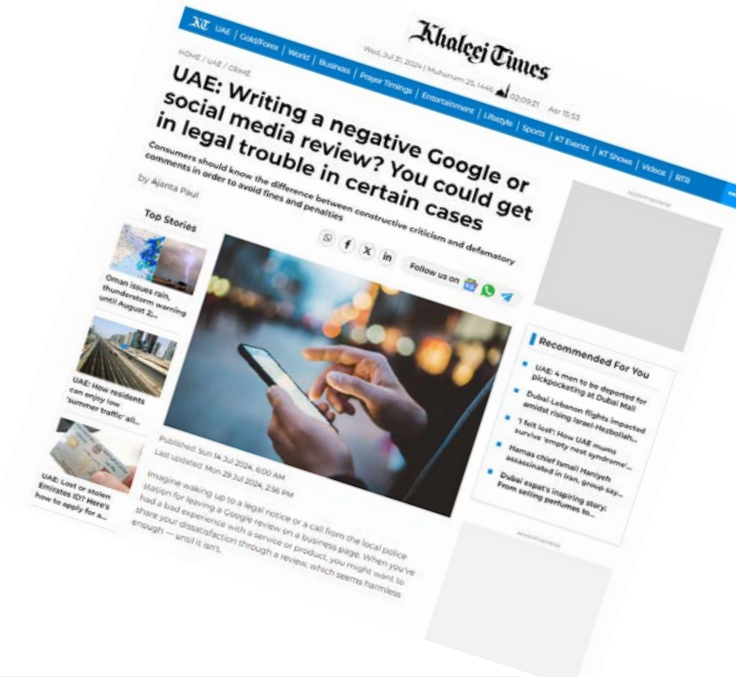 Khaleej Times
Wed, Jul 31, 2024 | Muharram 25, 1446
02:09:21
Asr 15:53
KT UAE | Gold/Forex | World | Business | Prayer Timings | Entertainment | Lifestyle | Sports | KT Events | KT Shows | Videos | BTR
HOME / UAE / CRIME
UAE: Writing a negative Google or
social media review? You could get
in legal trouble in certain cases
Consumers should know the difference between constructive criticism and defamatory
comments in order to avoid fines and penalties
by Ajanta Paul
Follow us on
Top Stories
Oman issues rain,
thunderstorm warning
until August 2;...
UAE: How residents
can enjoy low
'summer traffic' all...
UAE: Lost or stolen
Emirates ID? Here's
how to apply for a...
Published: Sun 14 Jul 2024, 6:00 AM
Last updated: Mon 29 Jul 2024, 2:56 PM
Imagine waking up to a legal notice or a call from the local police
station for leaving a Google review on a business page. When you've
had a bad experience with a service or product, you might want to
share your dissatisfaction through a review, which seems harmless
enough — until it isn't.
ADVERTISEMENT
Recommended For You
UAE: 4 men to be deported for
pickpocketing at Dubai Mall
Dubai-Lebanon flights impacted
amidst rising Israel-Hezbollah...
'I felt lost': How UAE mums
survive 'empty nest syndrome'...
Hamas chief Ismail Haniyeh
assassinated in Iran, group say...
Dubai expat's inspiring story:
From selling perfumes to...
ADVERTISEMENT